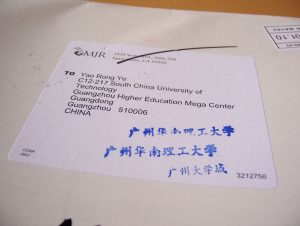 MJR
TO Yao Rong Ye
C12-217 South China University of
Technology
Guangzhou Higher Education Mega Center
Guangdong
Guangzhou 510006
CHINA
广州华南理工大学
广州华南理工大学
广州大学城
3212756